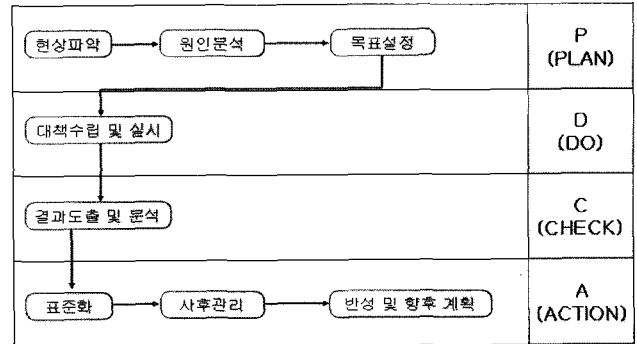 현상파악 원인분석 목표설정
P
(PLAN)
대책수립 및 실시
D
(DO)
결과도출 및 분석
C
(CHECK)
표준화 사후관리 반성 및 향후 계획
A
(ACTION)